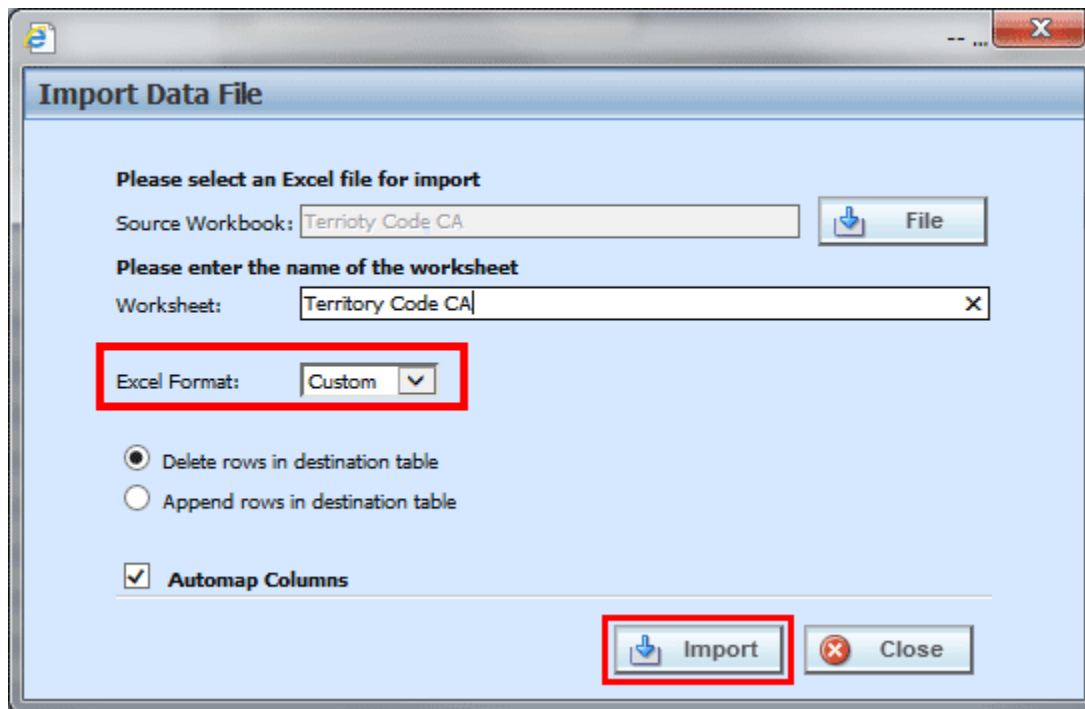 -- ...
Import Data File
Please select an Excel file for import
Source Workbook: Terrioty Code CA File
Please enter the name of the worksheet
Worksheet: Territory Code CA
Excel Format: Custom
Delete rows in destination table
Append rows in destination table
Automap Columns
Import Close